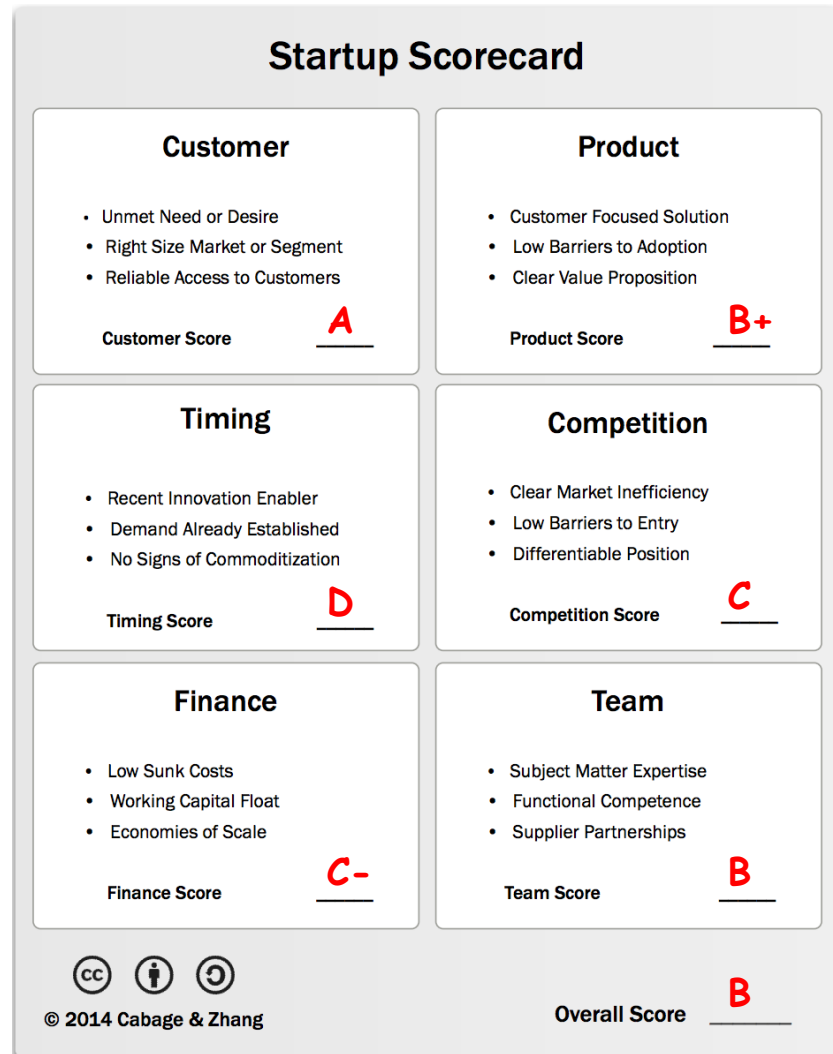 Startup Scorecard
Customer
• Unmet Need or Desire
• Right Size Market or Segment
• Reliable Access to Customers
Customer Score A
Product
• Customer Focused Solution
• Low Barriers to Adoption
• Clear Value Proposition
Product Score B+
Timing
• Recent Innovation Enabler
• Demand Already Established
• No Signs of Commoditization
Timing Score D
Competition
• Clear Market Inefficiency
• Low Barriers to Entry
• Differentiable Position
Competition Score C
Finance
• Low Sunk Costs
• Working Capital Float
• Economies of Scale
Finance Score C-
Team
• Subject Matter Expertise
• Functional Competence
• Supplier Partnerships
Team Score B
cc
© 2014 Cabage & Zhang
Overall Score B